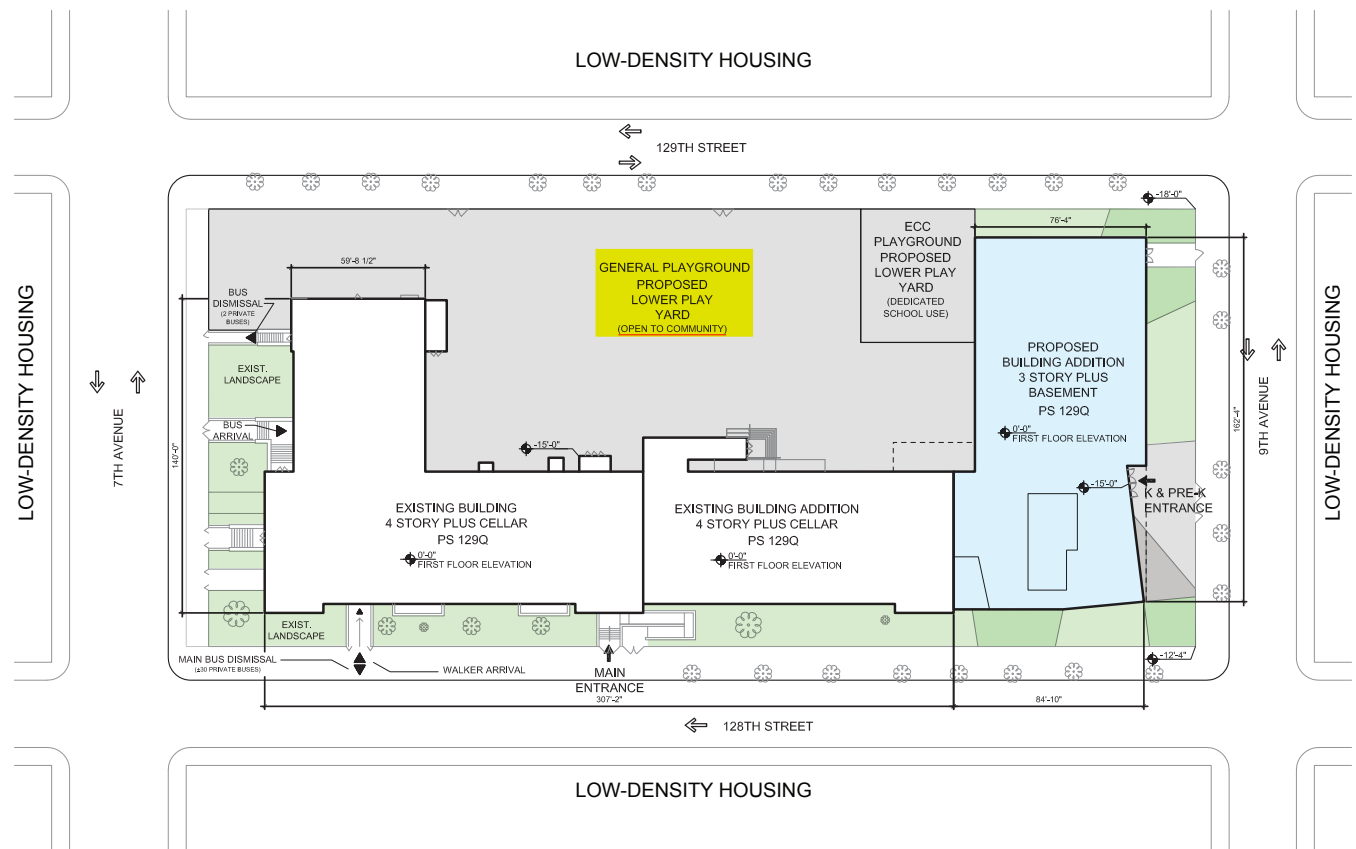 LOW-DENSITY HOUSING
129TH STREET
-18'-0"
76'-4"
59'-8 1/2"
GENERAL PLAYGROUND
PROPOSED
LOWER PLAY
YARD
(OPEN TO COMMUNITY)
ECC
PLAYGROUND
PROPOSED
LOWER PLAY
YARD
(DEDICATED
SCHOOL USE)
BUS
DISMISSAL
(2 PRIVATE
BUSES)
EXIST.
LANDSCAPE
BUS
ARRIVAL
140'-0"
7TH AVENUE
LOW-DENSITY HOUSING
PROPOSED
BUILDING ADDITION
3 STORY PLUS
BASEMENT
PS 129Q
0'-0"
FIRST FLOOR ELEVATION
162'-4"
9TH AVENUE
LOW-DENSITY HOUSING
-15'-0"
-15'-0"
K & PRE-K
ENTRANCE
EXISTING BUILDING
4 STORY PLUS CELLAR
PS 129Q
0'-0"
FIRST FLOOR ELEVATION
EXISTING BUILDING ADDITION
4 STORY PLUS CELLAR
PS 129Q
0'-0"
FIRST FLOOR ELEVATION
EXIST.
LANDSCAPE
MAIN BUS DISMISSAL
(±30 PRIVATE BUSES)
WALKER ARRIVAL
MAIN
ENTRANCE
-12'-4"
307'-2"
84'-10"
128TH STREET
LOW-DENSITY HOUSING